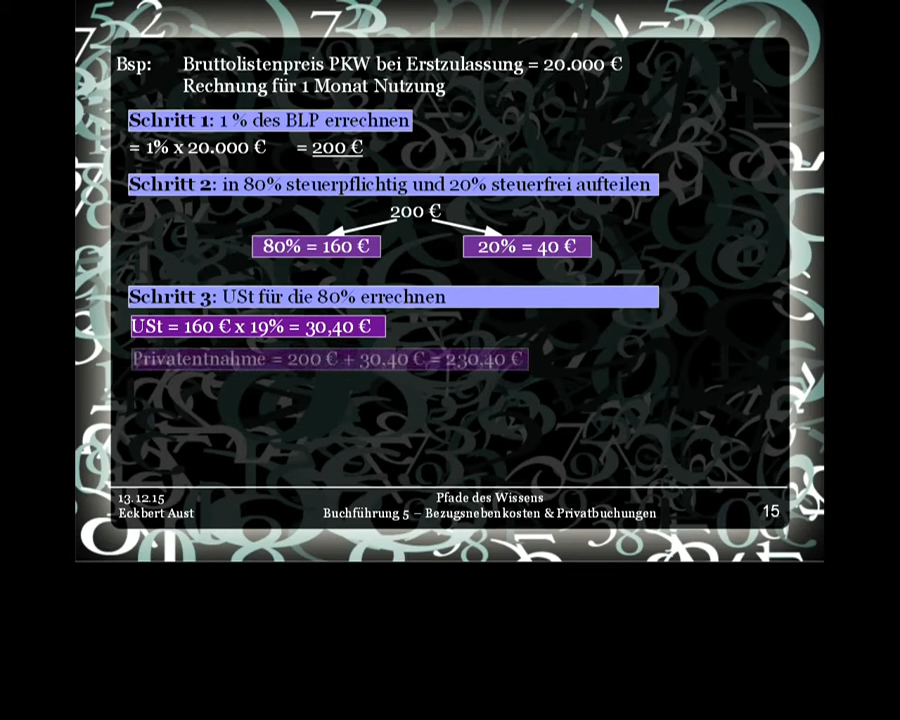 Bsp: Bruttolistenpreis PKW bei Erstzulassung = 20.000 €
Rechnung für 1 Monat Nutzung
Schritt 1: 1 % des BLP errechnen
= 1% x 20.000 € = 200 €
Schritt 2: in 80% steuerpflichtig und 20% steuerfrei aufteilen
200 €
80% = 160 € 20% = 40 €
Schritt 3: USt für die 80% errechnen
USt = 160 € x 19% = 30,40 €
Privatentnahme = 200 € + 30,40 € = 230,40 €
13.12.15 Pfade des Wissens
Eckbert Aust Buchführung 5 – Bezugsnebenkosten & Privatbuchungen 15